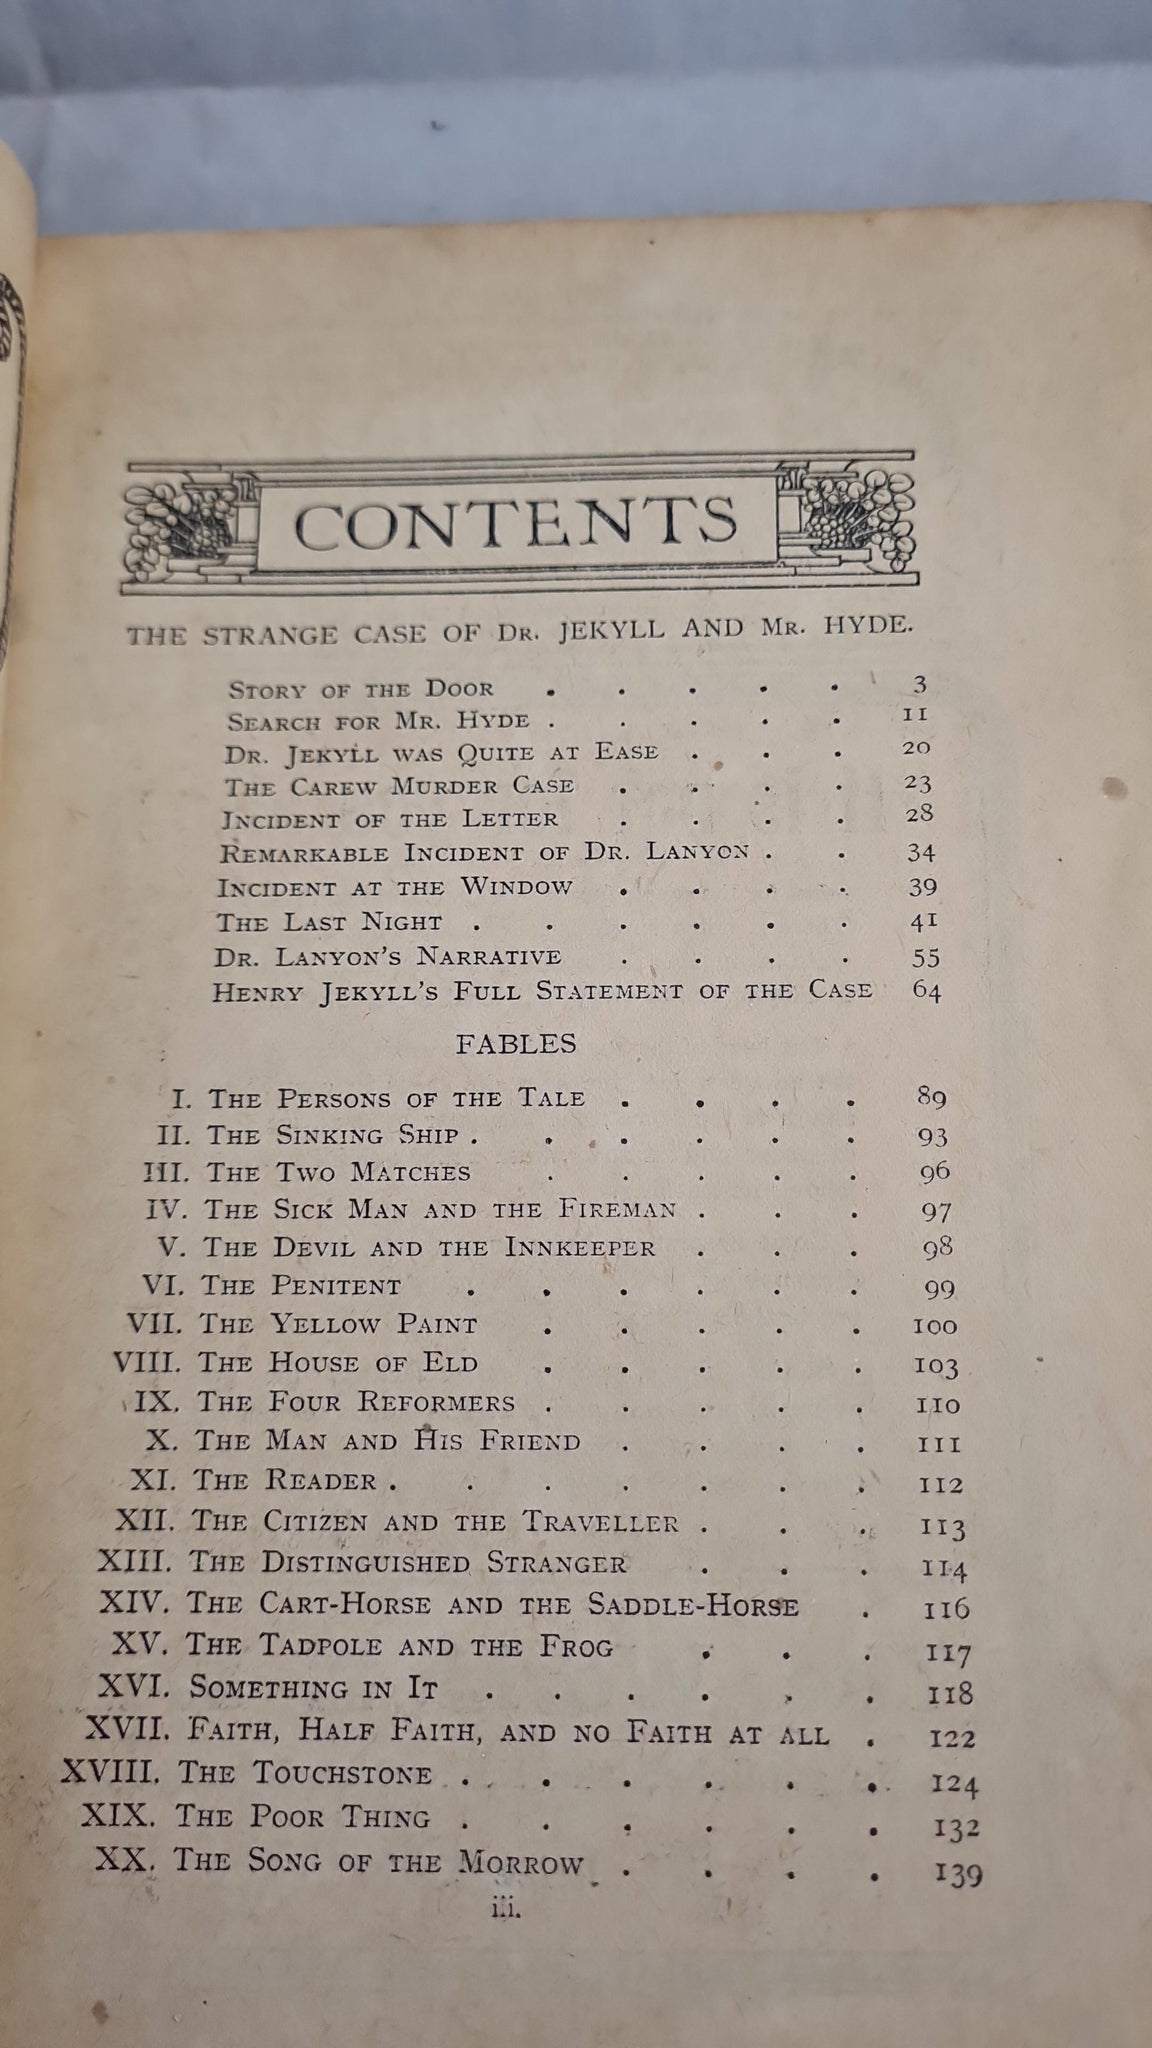 CONTENTS
THE STRANGE CASE OF DR. JEKYLL AND MR. HYDE.
STORY OF THE DOOR . . . . . 3
SEARCH FOR MR. HYDE . . . . . 11
DR. JEKYLL WAS QUITE AT EASE . . . 20
THE CAREW MURDER CASE . . . . 23
INCIDENT OF THE LETTER . . . . 28
REMARKABLE INCIDENT OF DR. LANYON . . 34
INCIDENT AT THE WINDOW . . . . 39
THE LAST NIGHT . . . . . . 41
DR. LANYON'S NARRATIVE . . . . 55
HENRY JEKYLL'S FULL STATEMENT OF THE CASE 64
FABLES
I. THE PERSONS OF THE TALE . . . . 89
II. THE SINKING SHIP . . . . . . 93
III. THE TWO MATCHES . . . . . 96
IV. THE SICK MAN AND THE FIREMAN . . . 97
V. THE DEVIL AND THE INNKEEPER . . . 98
VI. THE PENITENT . . . . . . 99
VII. THE YELLOW PAINT . . . . . 100
VIII. THE HOUSE OF ELD . . . . . 103
IX. THE FOUR REFORMERS . . . . . 110
X. THE MAN AND HIS FRIEND . . . . 111
XI. THE READER . . . . . . . 112
XII. THE CITIZEN AND THE TRAVELLER . . . 113
XIII. THE DISTINGUISHED STRANGER . . . 114
XIV. THE CART-HORSE AND THE SADDLE-HORSE . 116
XV. THE TADPOLE AND THE FROG . . . 117
XVI. SOMETHING IN IT . . . . . . 118
XVII. FAITH, HALF FAITH, AND NO FAITH AT ALL . 122
XVIII. THE TOUCHSTONE . . . . . . 124
XIX. THE POOR THING . . . . . . 132
XX. THE SONG OF THE MORROW . . . . 139
iii.